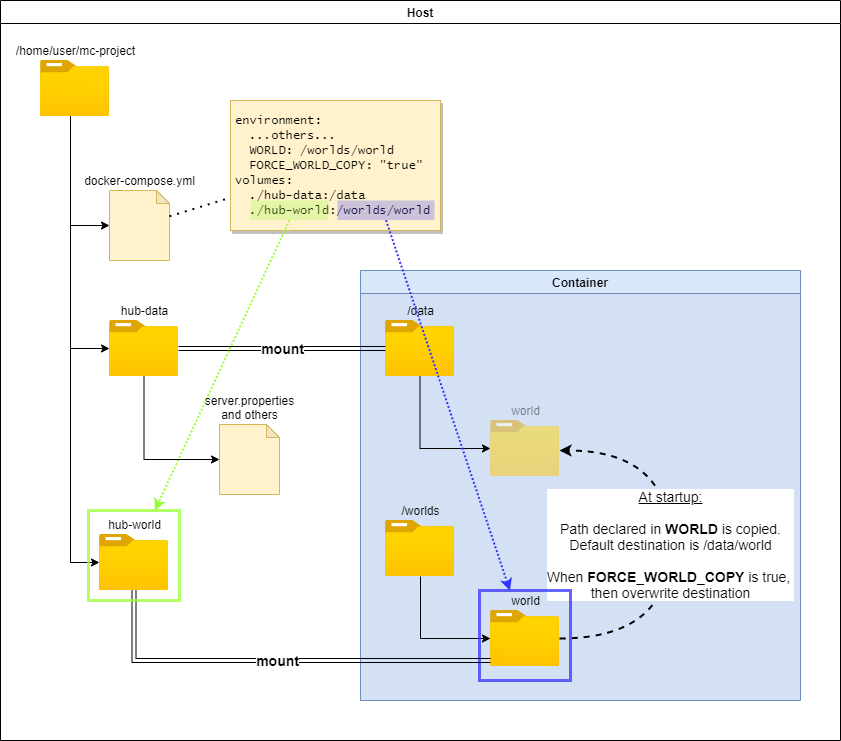 Host
/home/user/mc-project
environment:
...others...
WORLD: /worlds/world
FORCE_WORLD_COPY: "true"
volumes:
./hub-data:/data
./hub-world:/worlds/world
docker-compose.yml
Container
hub-data
/data
mount
server.properties
and others
world
At startup:
Path declared in WORLD is copied.
Default destination is /data/world
When FORCE_WORLD_COPY is true,
then overwrite destination
/worlds
hub-world
world
mount